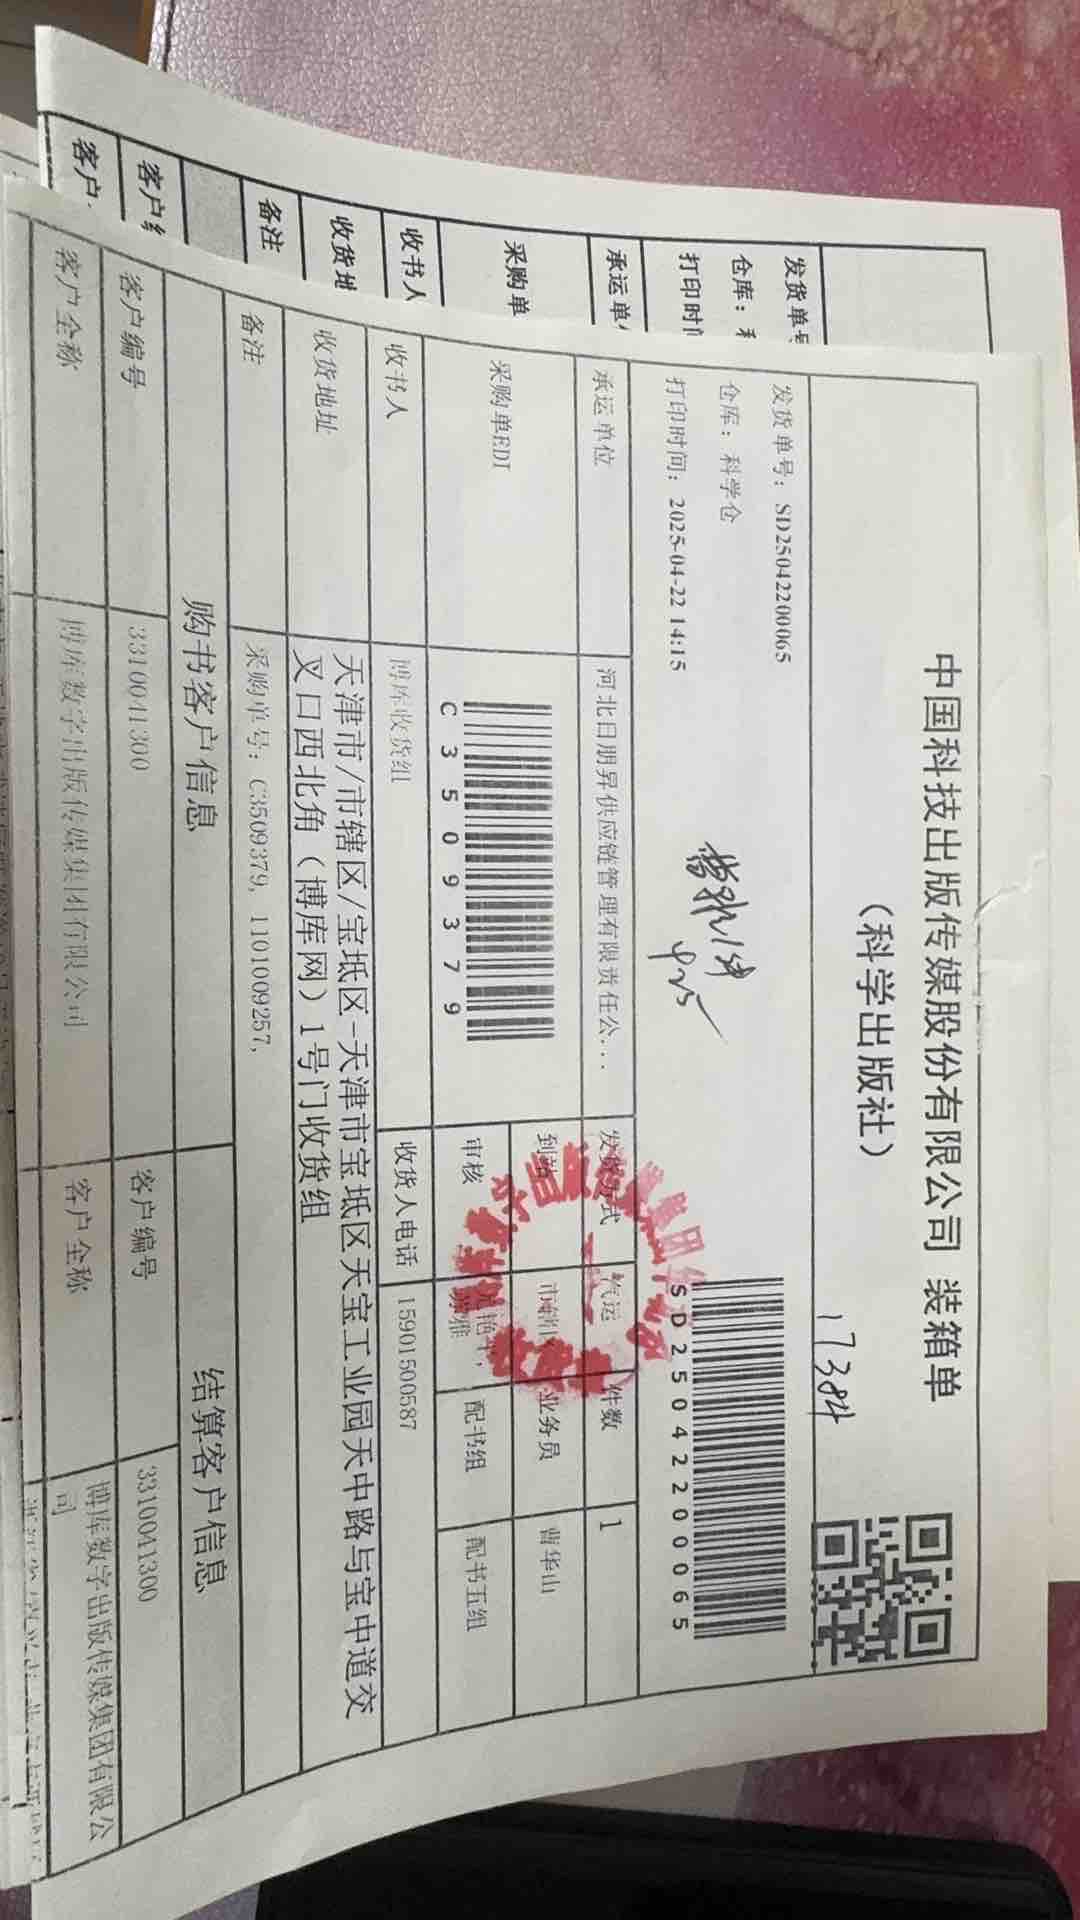 中国科技出版传媒股份有限公司 装箱单
（科学出版社）
17384
发货单号：SD2504220065
仓库：科学仓
打印时间：2025-04-22 14:15
SD2504220065
承运单位 河北日朋昇供应链管理有限责任公... 发货方式 汽运 件数 1
采购单EDI
C3509379
到站 业务员 曹华山
审核 配书组 配书五组
收书人 博库收货组 收货人电话 15901500587
收货地址 天津市/市辖区/宝坻区-天津市宝坻区天宝工业园天中路与宝中道交
叉口西北角（博库网）1号门收货组
备注 采购单号：C3509379, 1101009257,
购书客户信息 结算客户信息
客户编号 3310041300 客户编号 3310041300
客户全称 博库数字出版传媒集团有限公司 客户全称 博库数字出版传媒集团有限公
司
发货单号
仓库：
打印时间
承运单位
采购单
收书人
收货地
备注
客户编
客户